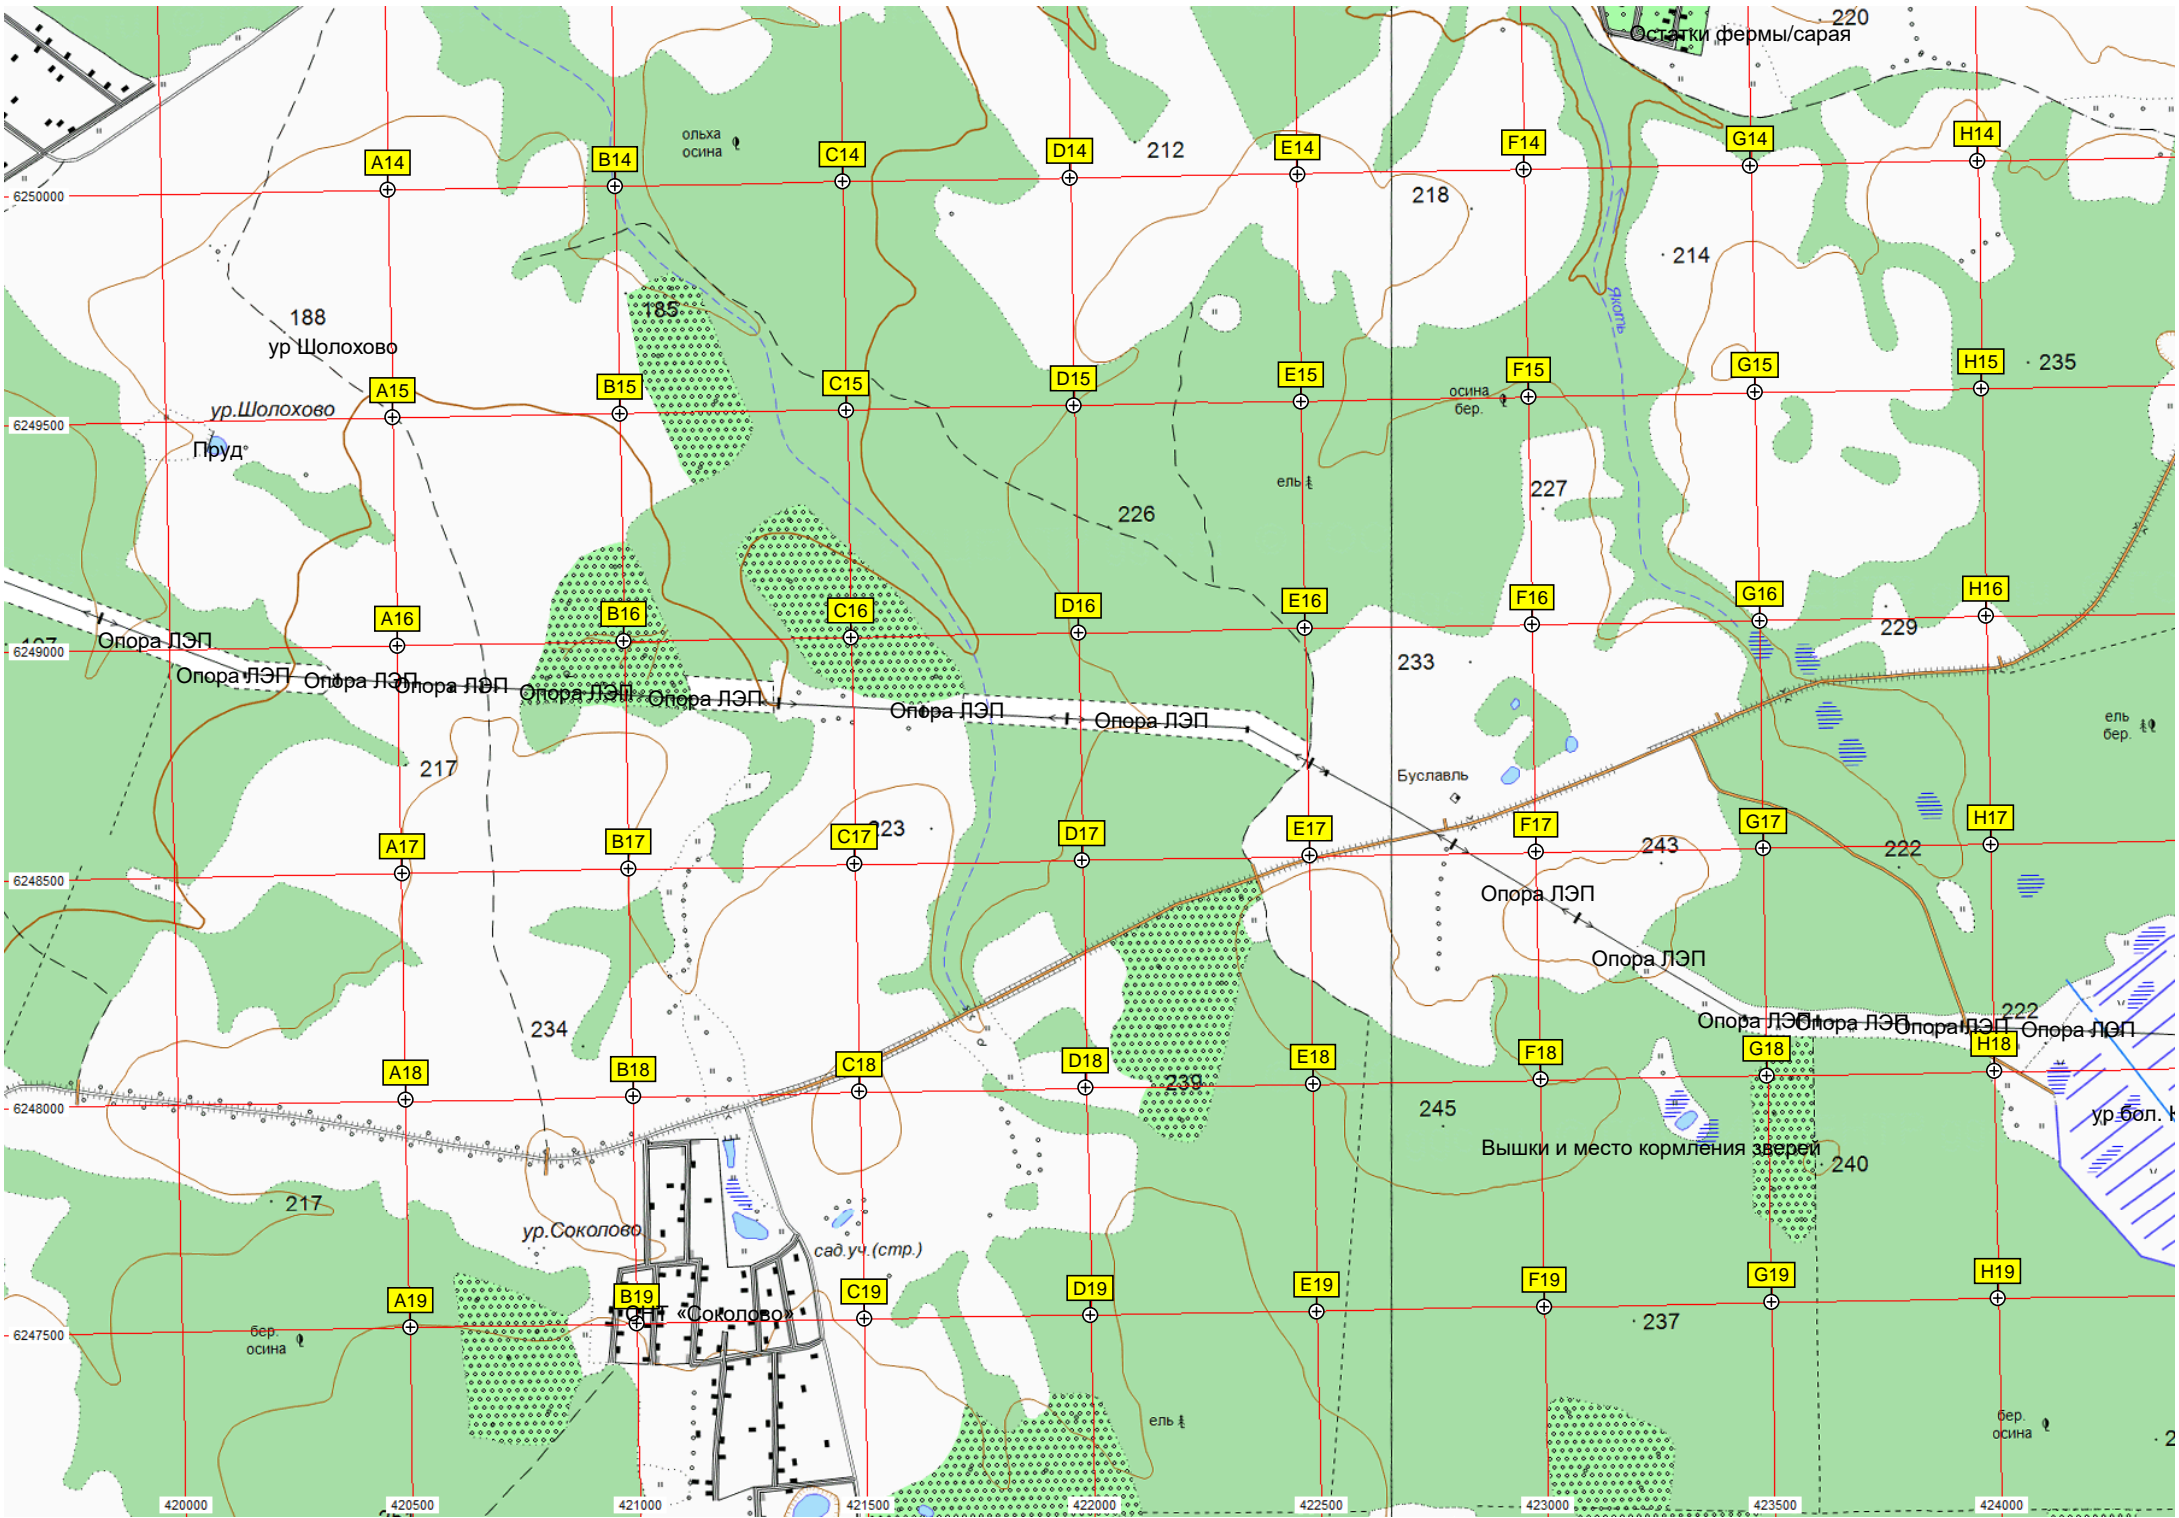 220
Остатки фермы/сарая
ольха
осина
A14
B14
C14
D14
212
E14
F14
G14
H14
6250000
218
214
188
185
Якоть
ур Шолохово
A15
B15
C15
D15
E15
F15
G15
H15
235
осина
бер.
ур.Шолохово
6249500
Пруд
ель
227
226
A16
B16
C16
D16
E16
F16
G16
H16
229
6249000
Опора ЛЭП
Опора ЛЭП
Опора ЛЭП
Опора ЛЭП
Опора ЛЭП
Опора ЛЭП
Опора ЛЭП
Опора ЛЭП
233
ель
бер.
217
Буславль
A17
B17
C17
223
D17
E17
F17
243
G17
222
H17
6248500
Опора ЛЭП
Опора ЛЭП
234
222
Опора ЛЭП
Опора ЛЭП
Опора ЛЭП
Опора ЛЭП
A18
B18
C18
D18
239
E18
F18
G18
H18
6248000
245
ур.бол.
Вышки и место кормления зверей
240
217
ур.Соколово
сад.уч.(стр.)
A19
B19
СНТ «Соколово»
C19
D19
E19
F19
G19
H19
6247500
бер.
осина
237
ель
бер.
осина
420000
420500
421000
421500
422000
422500
423000
423500
424000